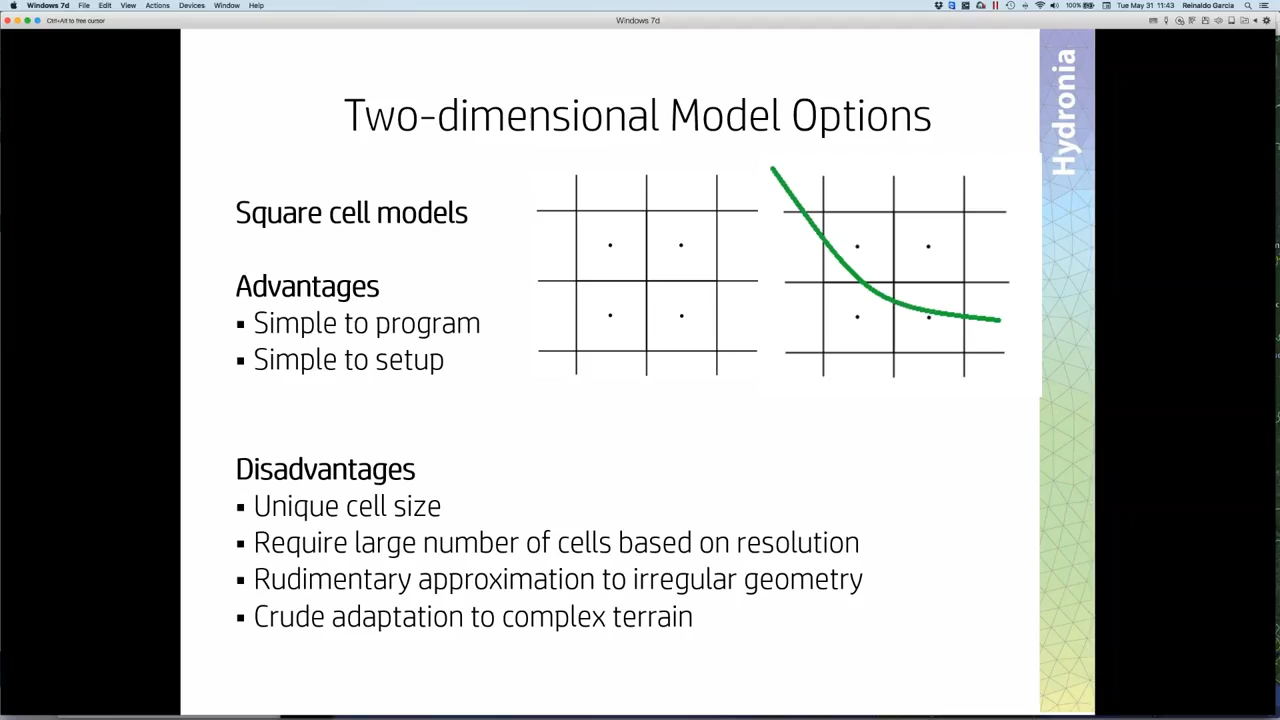 Windows 7d File Edit View Actions Devices Window Help
100% Tue May 31 11:43 Reinaldo Garcia
Ctrl+Alt to free cursor
Windows 7d
Hydronia
Two-dimensional Model Options
Square cell models
Advantages
▪ Simple to program
▪ Simple to setup
Disadvantages
▪ Unique cell size
▪ Require large number of cells based on resolution
▪ Rudimentary approximation to irregular geometry
▪ Crude adaptation to complex terrain